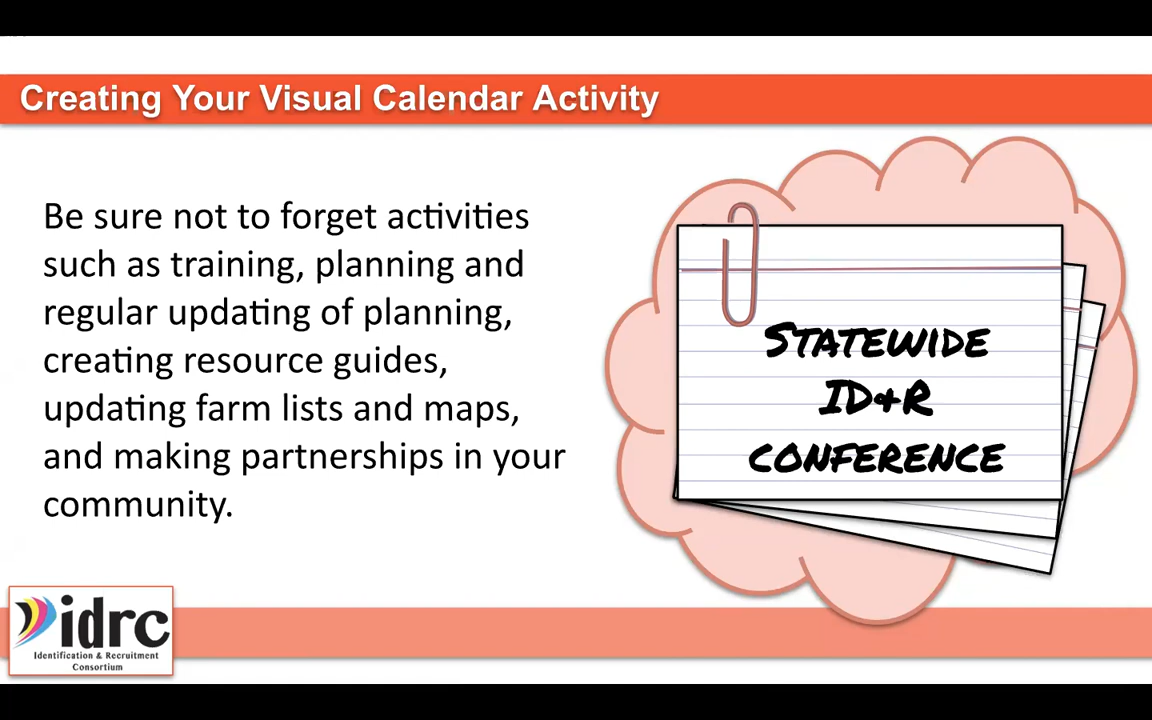 Creating Your Visual Calendar Activity
Be sure not to forget activities
such as training, planning and
regular updating of planning,
creating resource guides,
updating farm lists and maps,
and making partnerships in your
community.
STATEWIDE
ID&R
CONFERENCE
idrc
Identification & Recruitment
Consortium